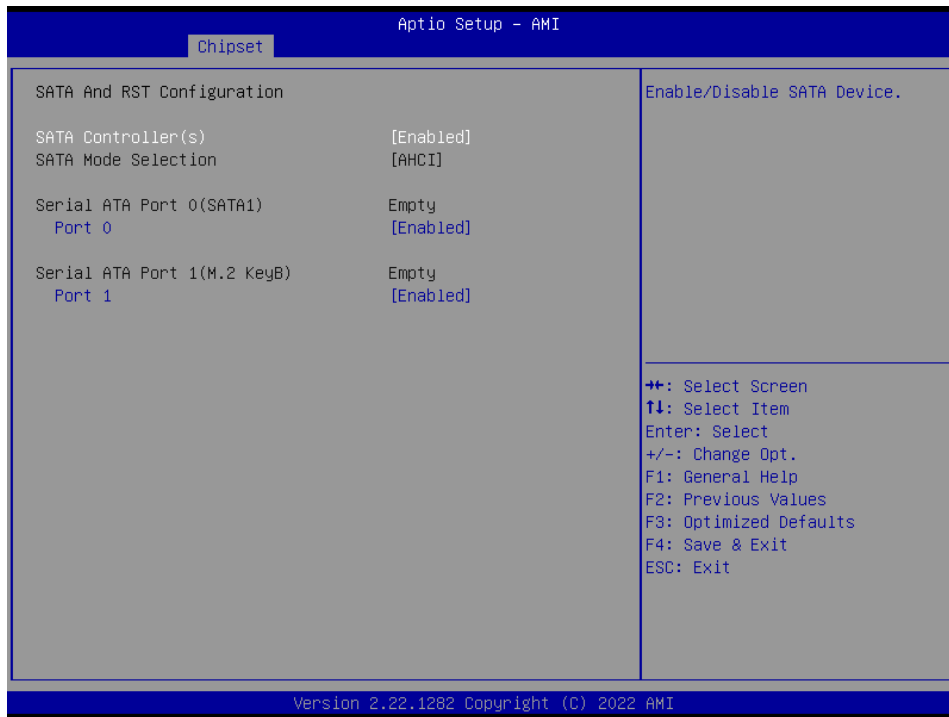 Aptio Setup – AMI
Chipset
SATA And RST Configuration
SATA Controller(s) [Enabled]
SATA Mode Selection [AHCI]
Serial ATA Port 0(SATA1) Empty
Port 0 [Enabled]
Serial ATA Port 1(M.2 KeyB) Empty
Port 1 [Enabled]
Enable/Disable SATA Device.
→←: Select Screen
↑↓: Select Item
Enter: Select
+/-: Change Opt.
F1: General Help
F2: Previous Values
F3: Optimized Defaults
F4: Save & Exit
ESC: Exit
Version 2.22.1282 Copyright (C) 2022 AMI